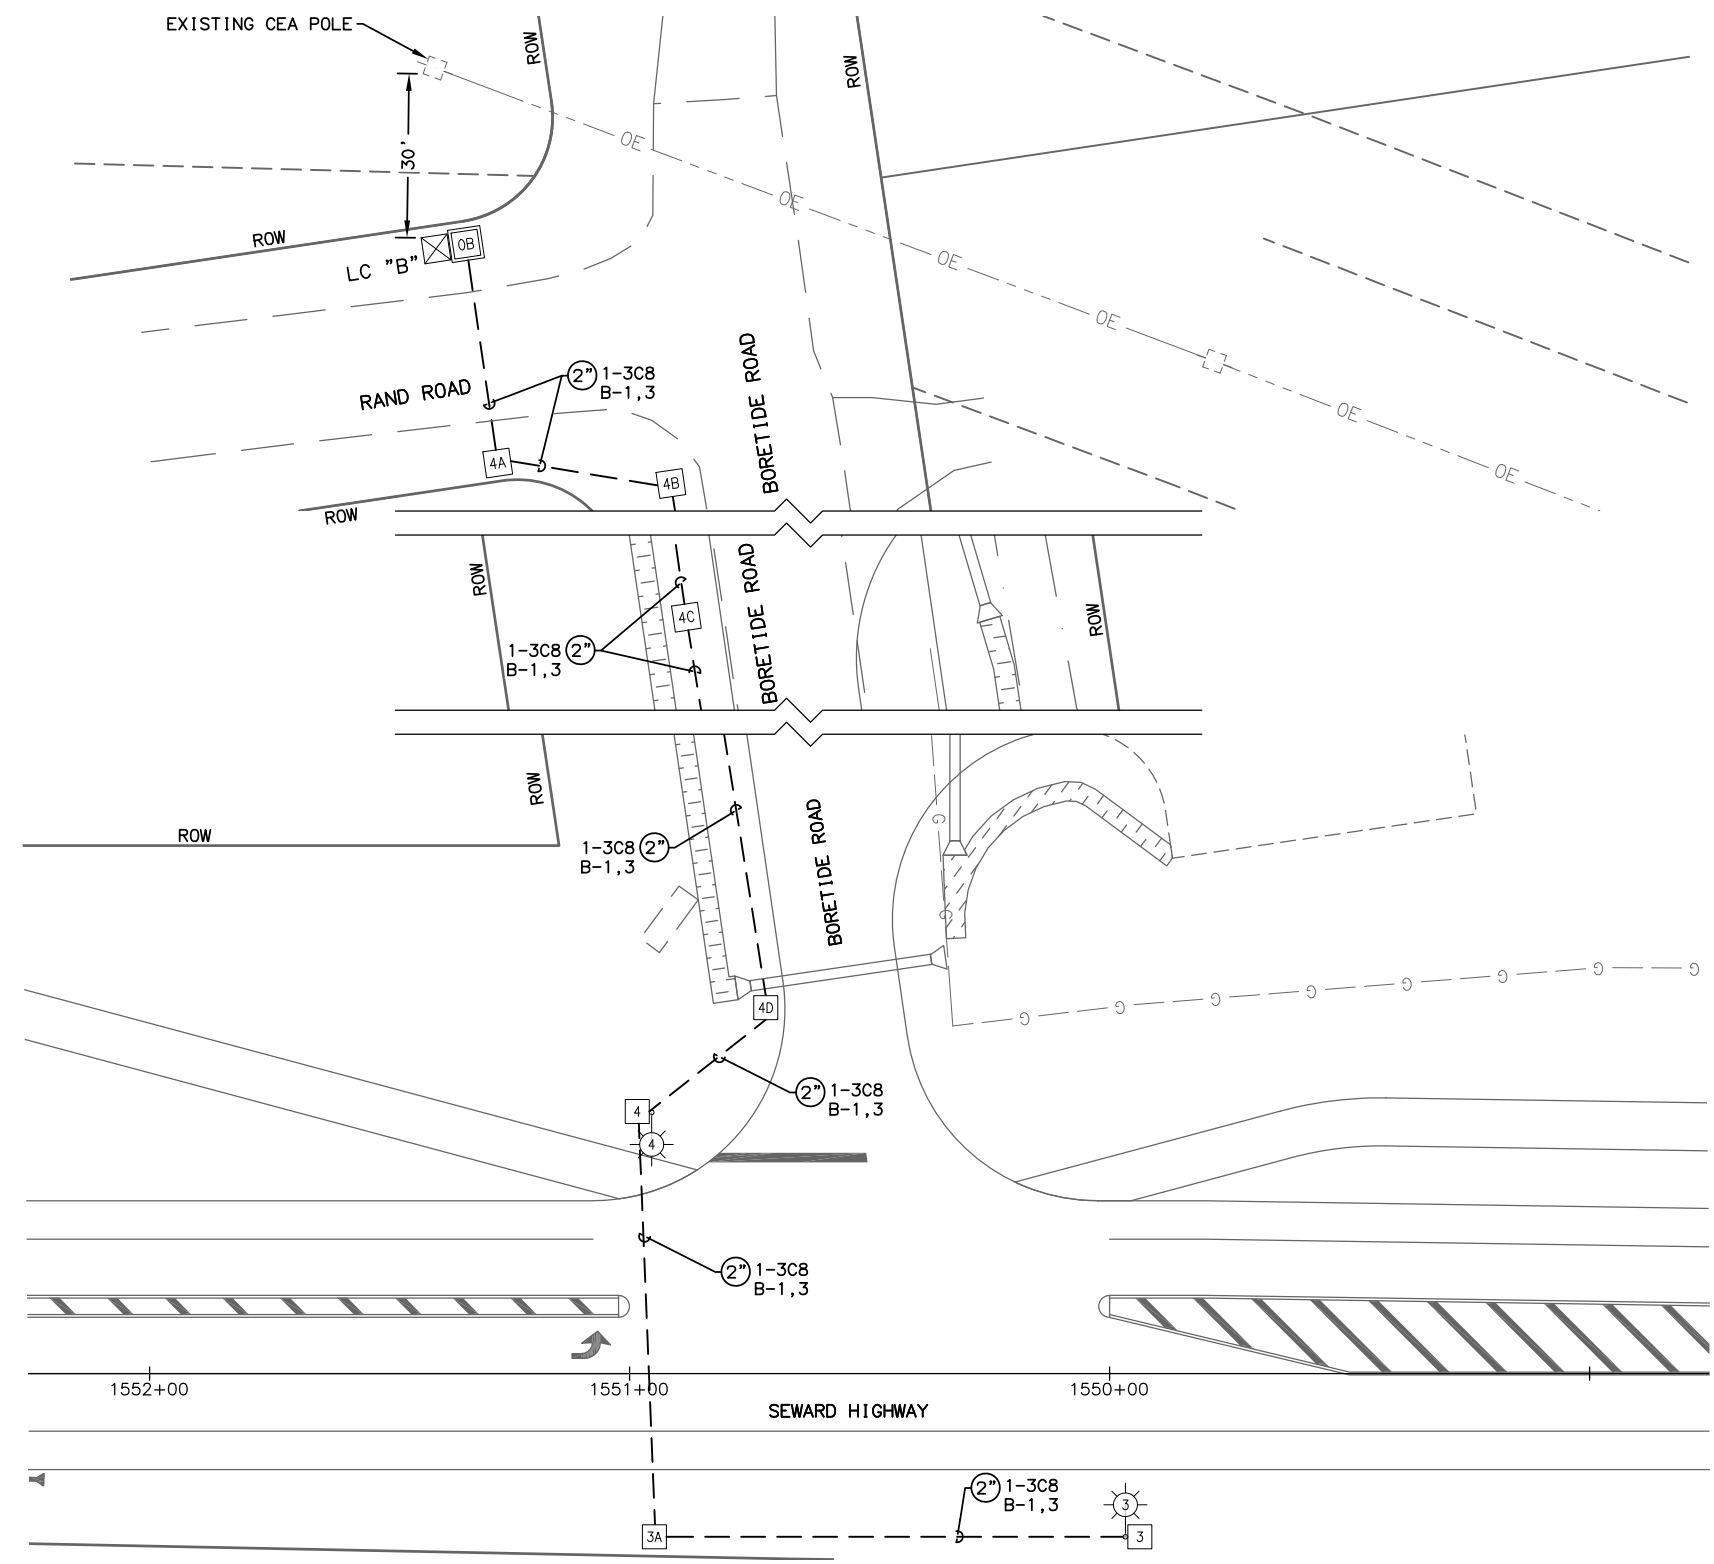 EXISTING CEA POLE
ROW
ROW
OE
30'
OE
ROW
OB
LC "B"
OE
OE
BORETIDE ROAD
2" 1-3C8
B-1,3
RAND ROAD
OE
4A
4B
OE
ROW
BORETIDE ROAD
ROW
4C
ROW
1-3C8 2"
B-1,3
ROW
BORETIDE ROAD
G
ROW
1-3C8 2"
B-1,3
G
G G G G G G G G
4D
2" 1-3C8
B-1,3
4
4
2" 1-3C8
B-1,3
1552+00
1551+00
1550+00
SEWARD HIGHWAY
2" 1-3C8
B-1,3
3
3A
3